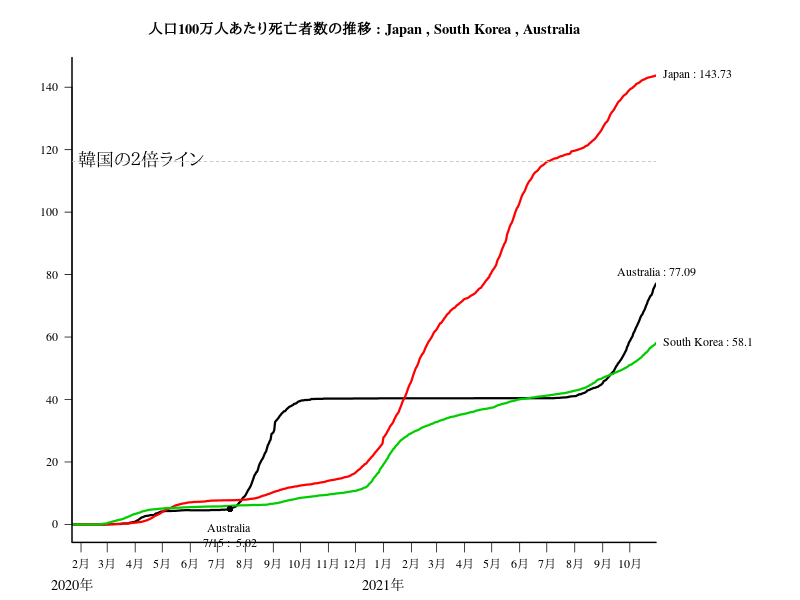 人口100万人あたり死亡者数の推移 : Japan , South Korea , Australia
140
120
100
80
60
40
20
0
韓国の2倍ライン
Japan : 143.73
Australia : 77.09
South Korea : 58.1
Australia
7/15 : 5.02
2月 3月 4月 5月 6月 7月 8月 9月 10月 11月 12月 1月 2月 3月 4月 5月 6月 7月 8月 9月 10月
2020年 2021年